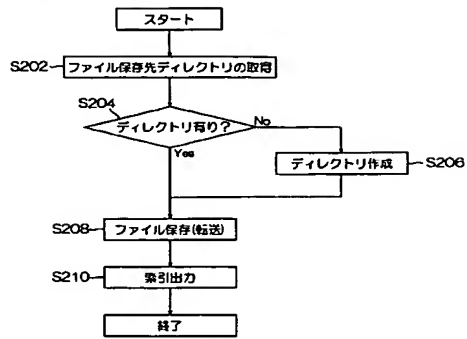 スタート
S202 ファイル保存先ディレクトリの取得
S204
ディレクトリ有り?
No
Yes
ディレクトリ作成 S206
S208 ファイル保存(転送)
S210 索引出力
終了